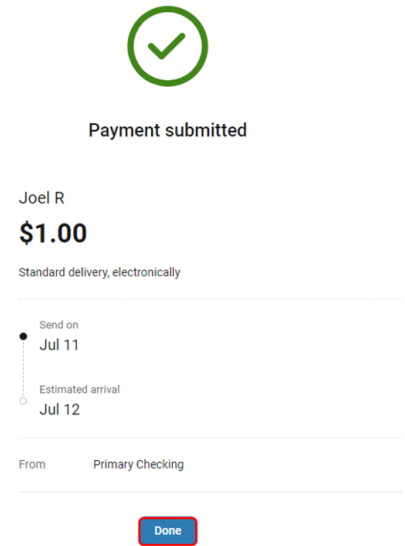 Payment submitted
Joel R
$1.00
Standard delivery, electronically
Send on
Jul 11
Estimated arrival
Jul 12
From Primary Checking
Done